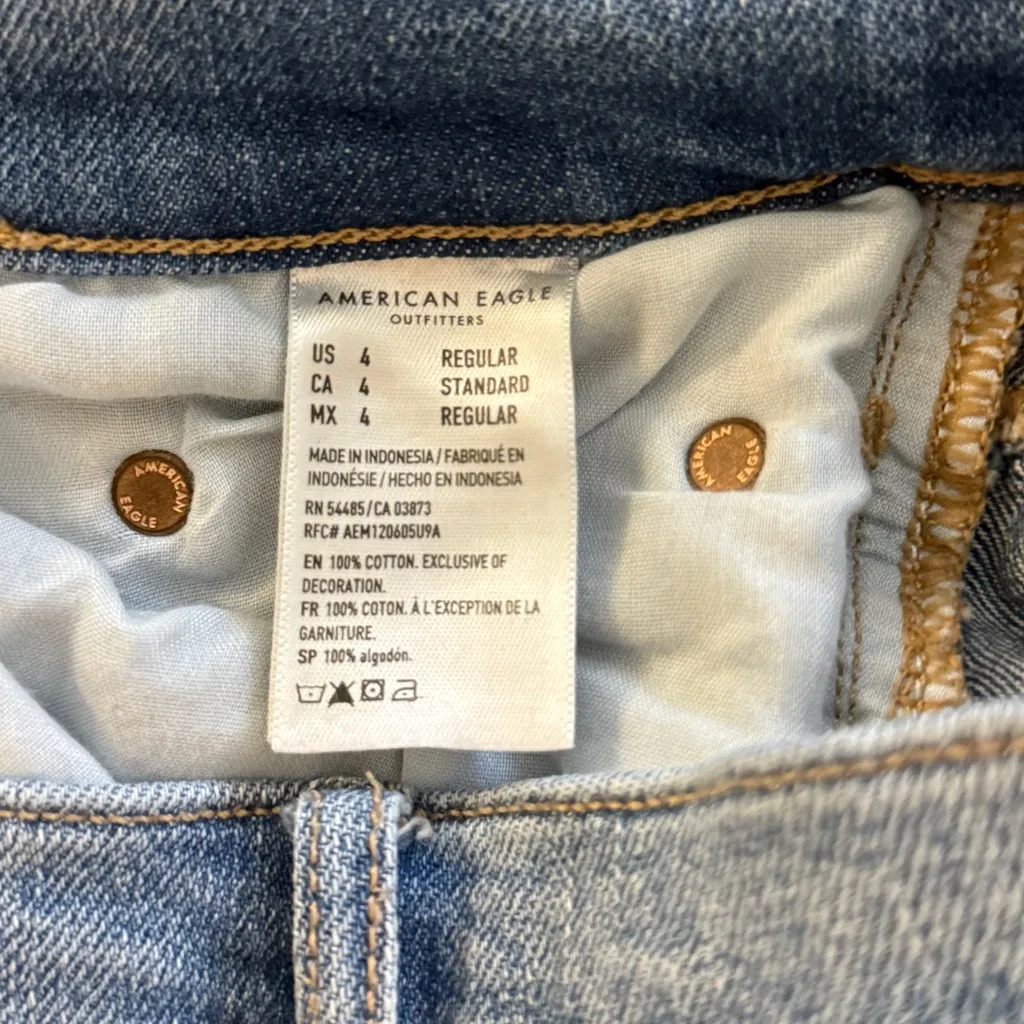 AMERICAN EAGLE
OUTFITTERS
US 4 REGULAR
CA 4 STANDARD
MX 4 REGULAR
MADE IN INDONESIA / FABRIQUÉ EN
INDONÉSIE / HECHO EN INDONESIA
RN 54485/CA 03873
RFC# AEM120605U9A
EN 100% COTTON. EXCLUSIVE OF
DECORATION.
FR 100% COTON. À L'EXCEPTION DE LA
GARNITURE.
SP 100% algodón.
AMERICAN
EAGLE
AMERICAN
EAGLE